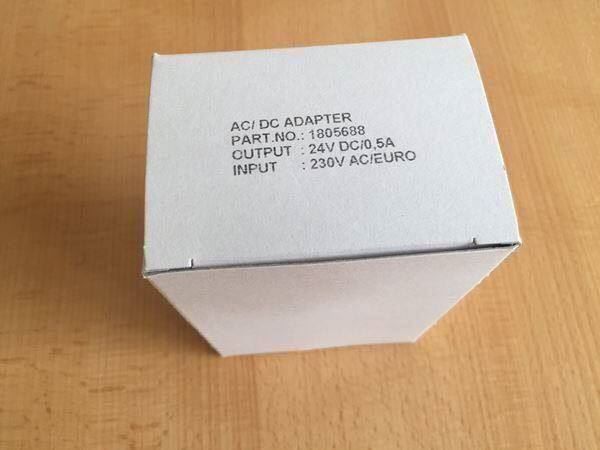 AC/ DC ADAPTER
PART.NO.: 1805688
OUTPUT : 24V DC/0,5A
INPUT : 230V AC/EURO